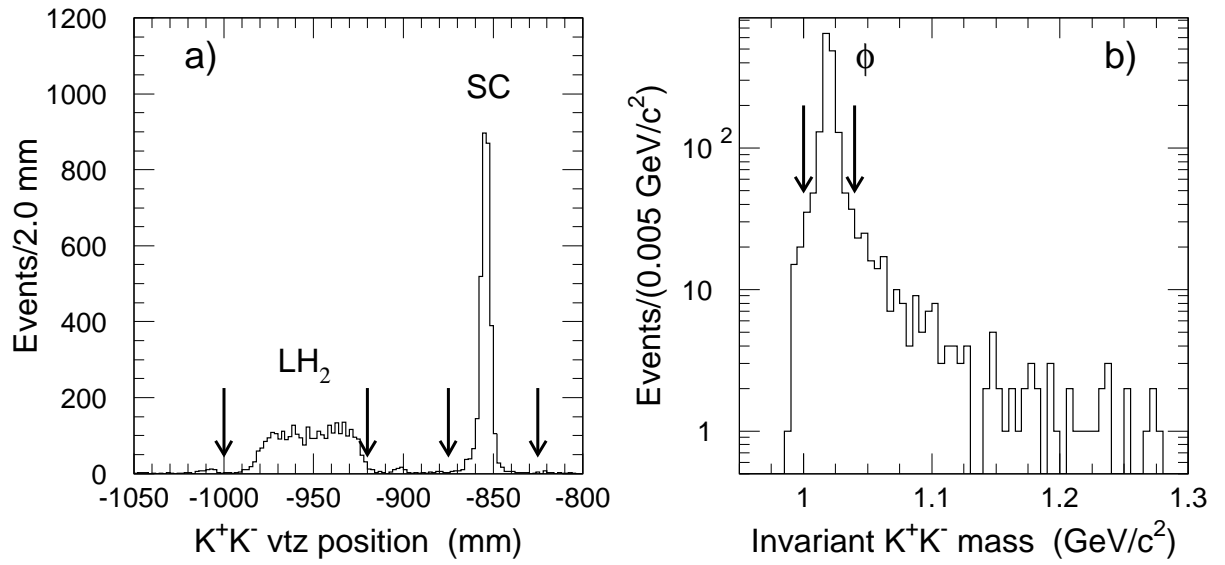 a)
SC
LH₂
Events/2.0 mm
1200
1000
800
600
400
200
0
-1050 -1000 -950 -900 -850 -800
K⁺K⁻ vtz position (mm)
b)
ϕ
Events/(0.005 GeV/c²)
10²
10
1
1 1.1 1.2 1.3
Invariant K⁺K⁻ mass (GeV/c²)